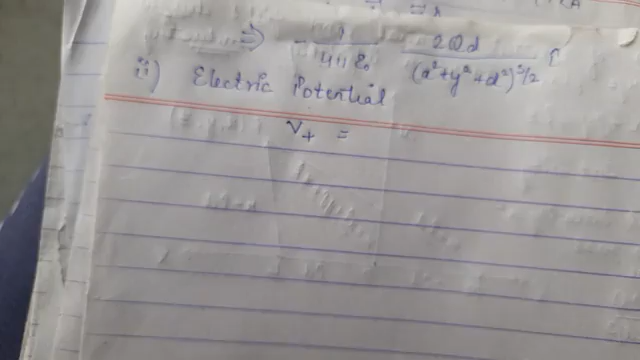 ⇒ 1/4πε₀ 2Qd/(a²+y²+d²)^3/2
ii) Electric Potential
V₊ =